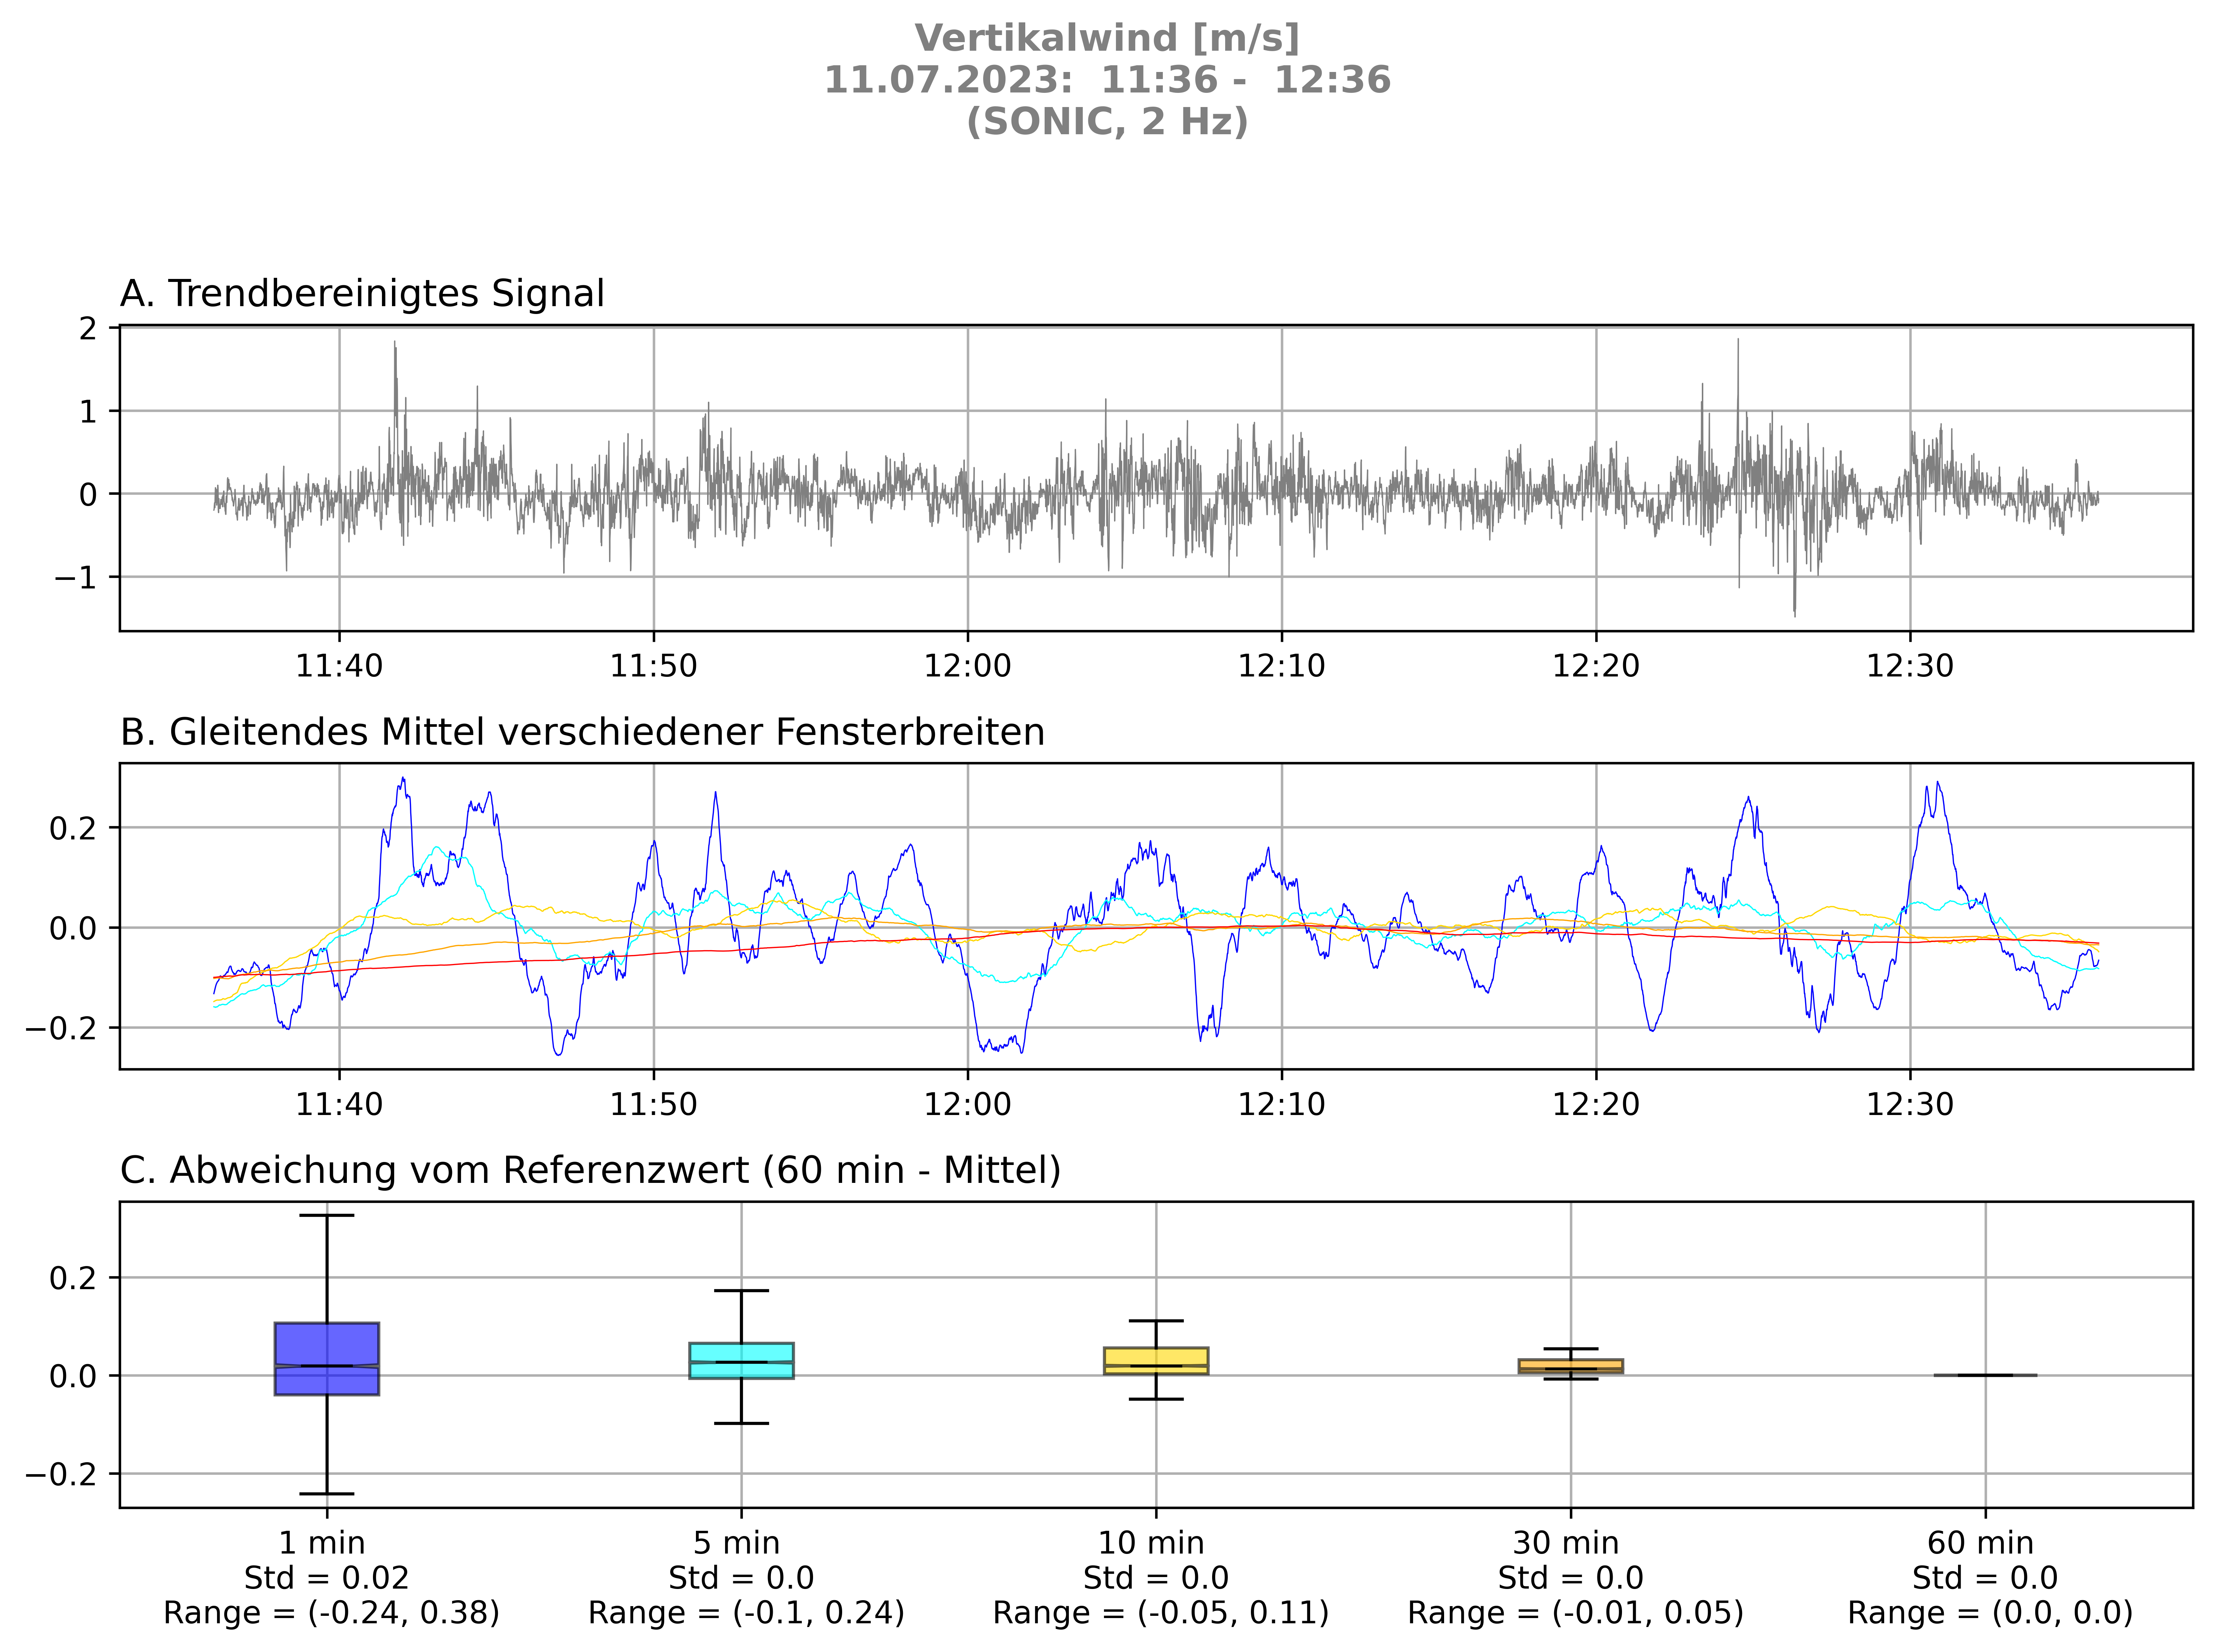 Vertikalwind [m/s]
11.07.2023:  11:36 -  12:36
(SONIC, 2 Hz)
A. Trendbereinigtes Signal
2
1
0
−1
11:40 11:50 12:00 12:10 12:20 12:30
B. Gleitendes Mittel verschiedener Fensterbreiten
0.2
0.0
−0.2
11:40 11:50 12:00 12:10 12:20 12:30
C. Abweichung vom Referenzwert (60 min - Mittel)
0.2
0.0
−0.2
1 min 5 min 10 min 30 min 60 min
Std = 0.02 Std = 0.0 Std = 0.0 Std = 0.0 Std = 0.0
Range = (-0.24, 0.38) Range = (-0.1, 0.24) Range = (-0.05, 0.11) Range = (-0.01, 0.05) Range = (0.0, 0.0)